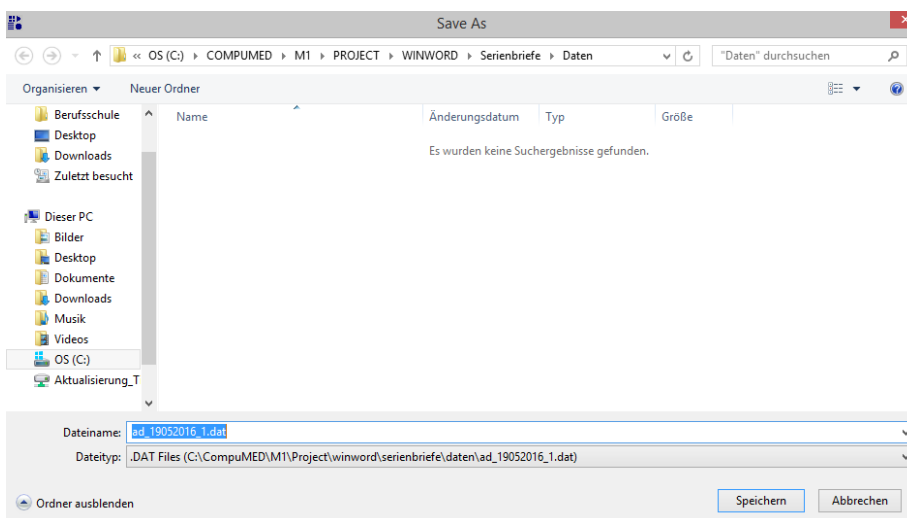 Save As
« OS (C:) COMPUMED M1 PROJECT WINWORD Serienbriefe Daten "Daten" durchsuchen
Organisieren Neuer Ordner
Name Änderungsdatum Typ Größe
Es wurden keine Suchergebnisse gefunden.
Berufsschule
Desktop
Downloads
Zuletzt besucht
Dieser PC
Bilder
Desktop
Dokumente
Downloads
Musik
Videos
OS (C:)
Aktualisierung_T
Dateiname: ad_19052016_1.dat
Dateityp: .DAT Files (C:\CompuMED\M1\Project\winword\serienbriefe\daten\ad_19052016_1.dat)
Ordner ausblenden Speichern Abbrechen